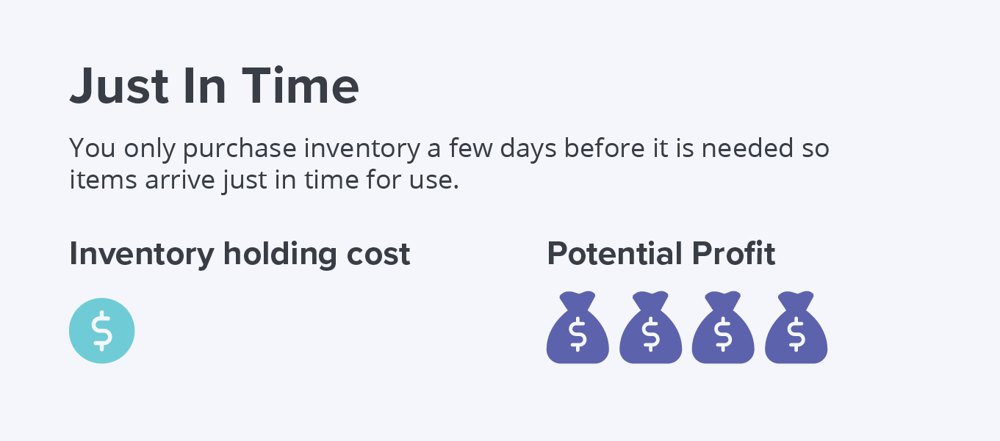 Just In Time
You only purchase inventory a few days before it is needed so
items arrive just in time for use.
Inventory holding cost
Potential Profit
$
$ $ $ $